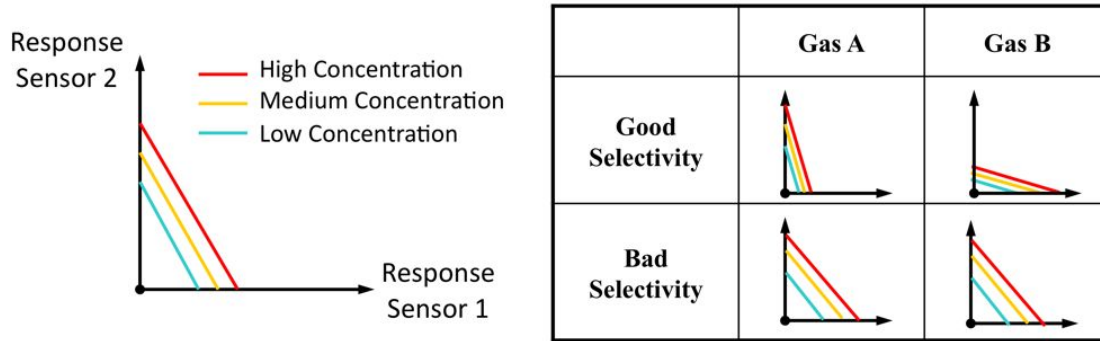 Response
Sensor 2
High Concentration
Medium Concentration
Low Concentration
Response
Sensor 1
Gas A
Gas B
Good
Selectivity
Bad
Selectivity